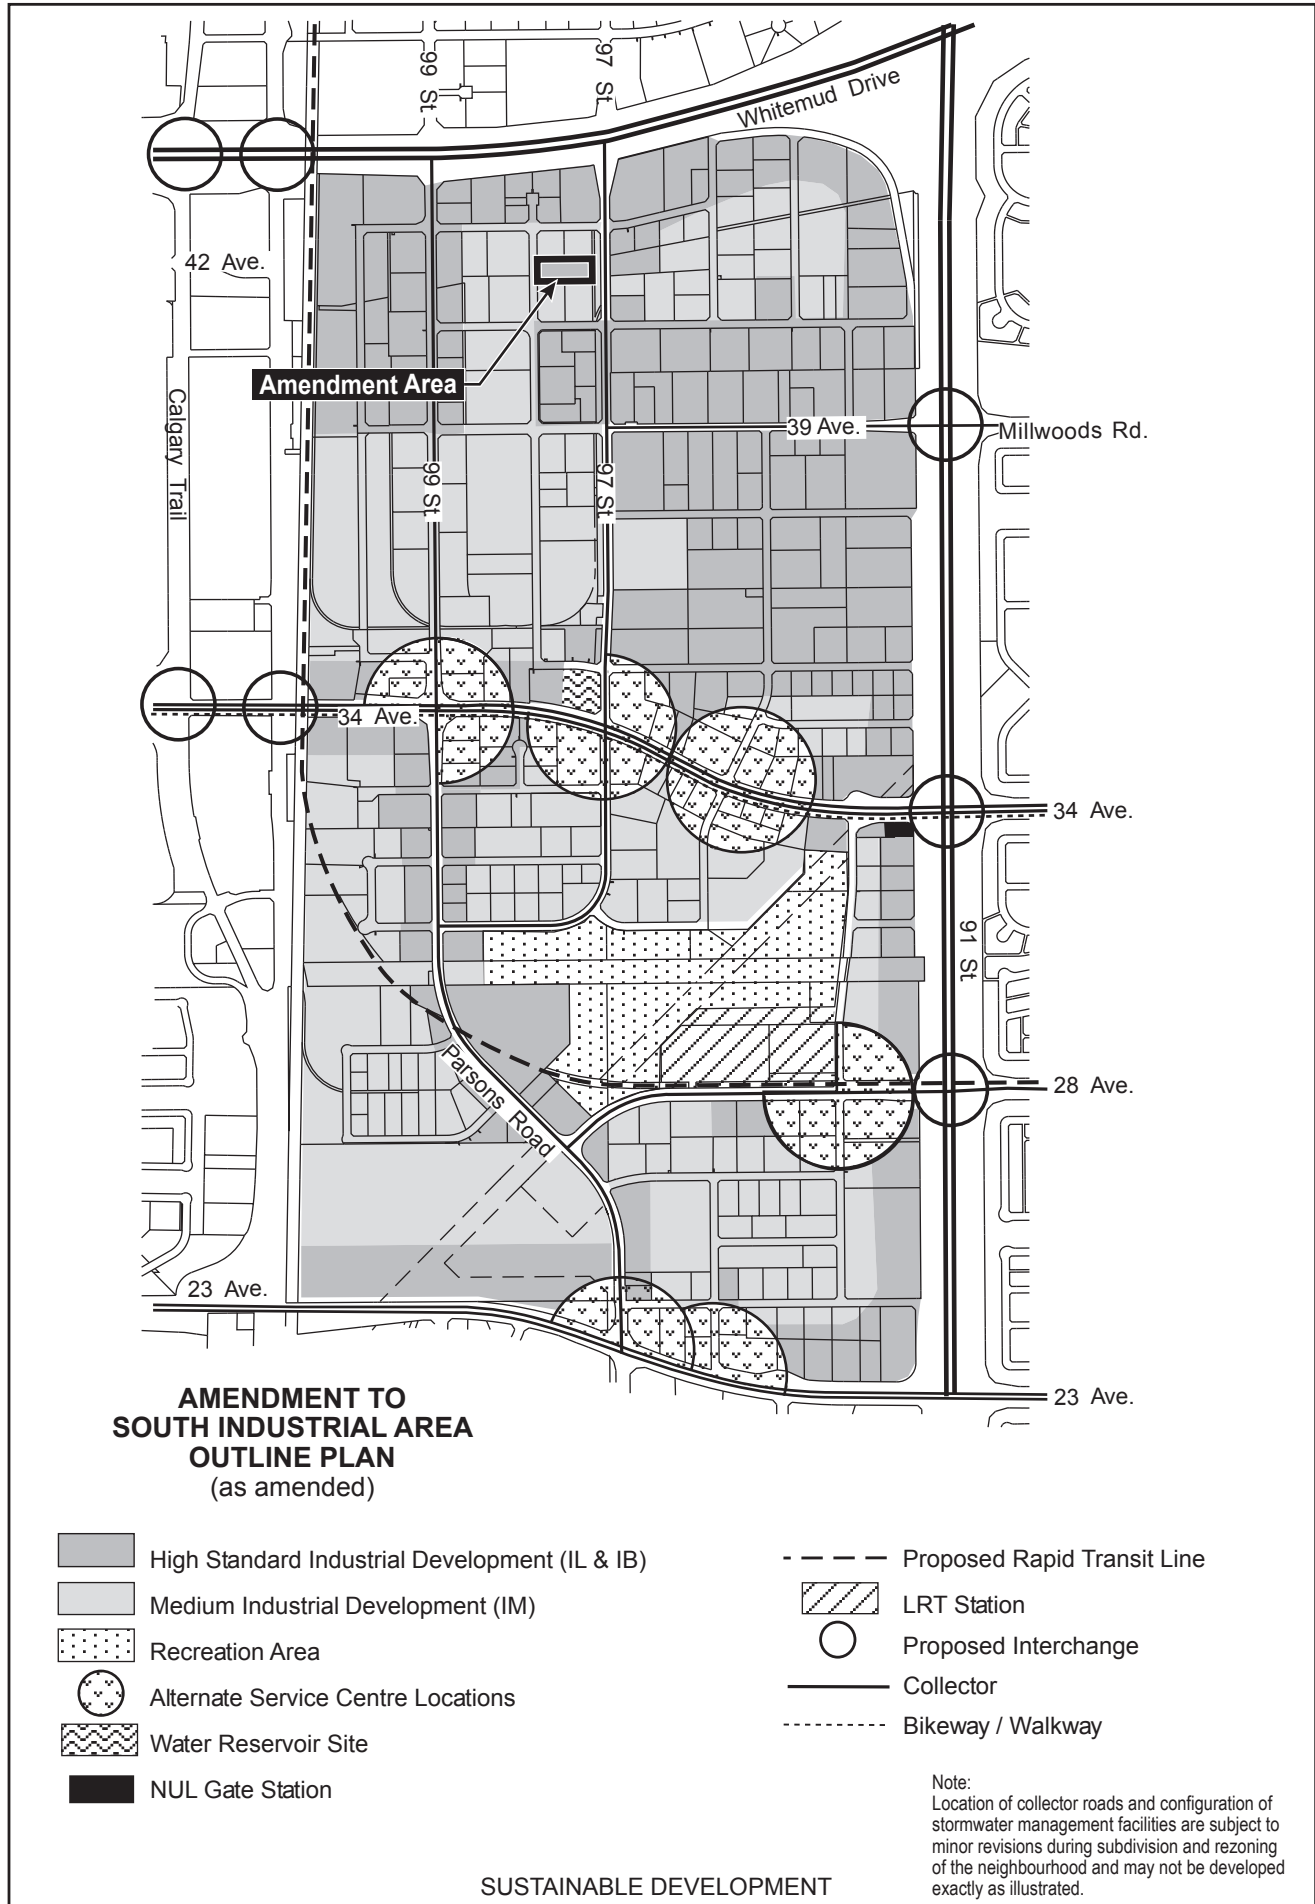 99 St
97 St
Whitemud Drive
42 Ave.
Amendment Area
Calgary Trail
39 Ave.
Millwoods Rd.
99 St
97 St
34 Ave.
34 Ave.
91 St
28 Ave.
Parsons Road
23 Ave.
23 Ave.
AMENDMENT TO
SOUTH INDUSTRIAL AREA
OUTLINE PLAN
(as amended)
High Standard Industrial Development (IL & IB)
Medium Industrial Development (IM)
Recreation Area
Alternate Service Centre Locations
Water Reservoir Site
NUL Gate Station
Proposed Rapid Transit Line
LRT Station
Proposed Interchange
Collector
Bikeway / Walkway
Note:
Location of collector roads and configuration of
stormwater management facilities are subject to
minor revisions during subdivision and rezoning
of the neighbourhood and may not be developed
exactly as illustrated.
SUSTAINABLE DEVELOPMENT